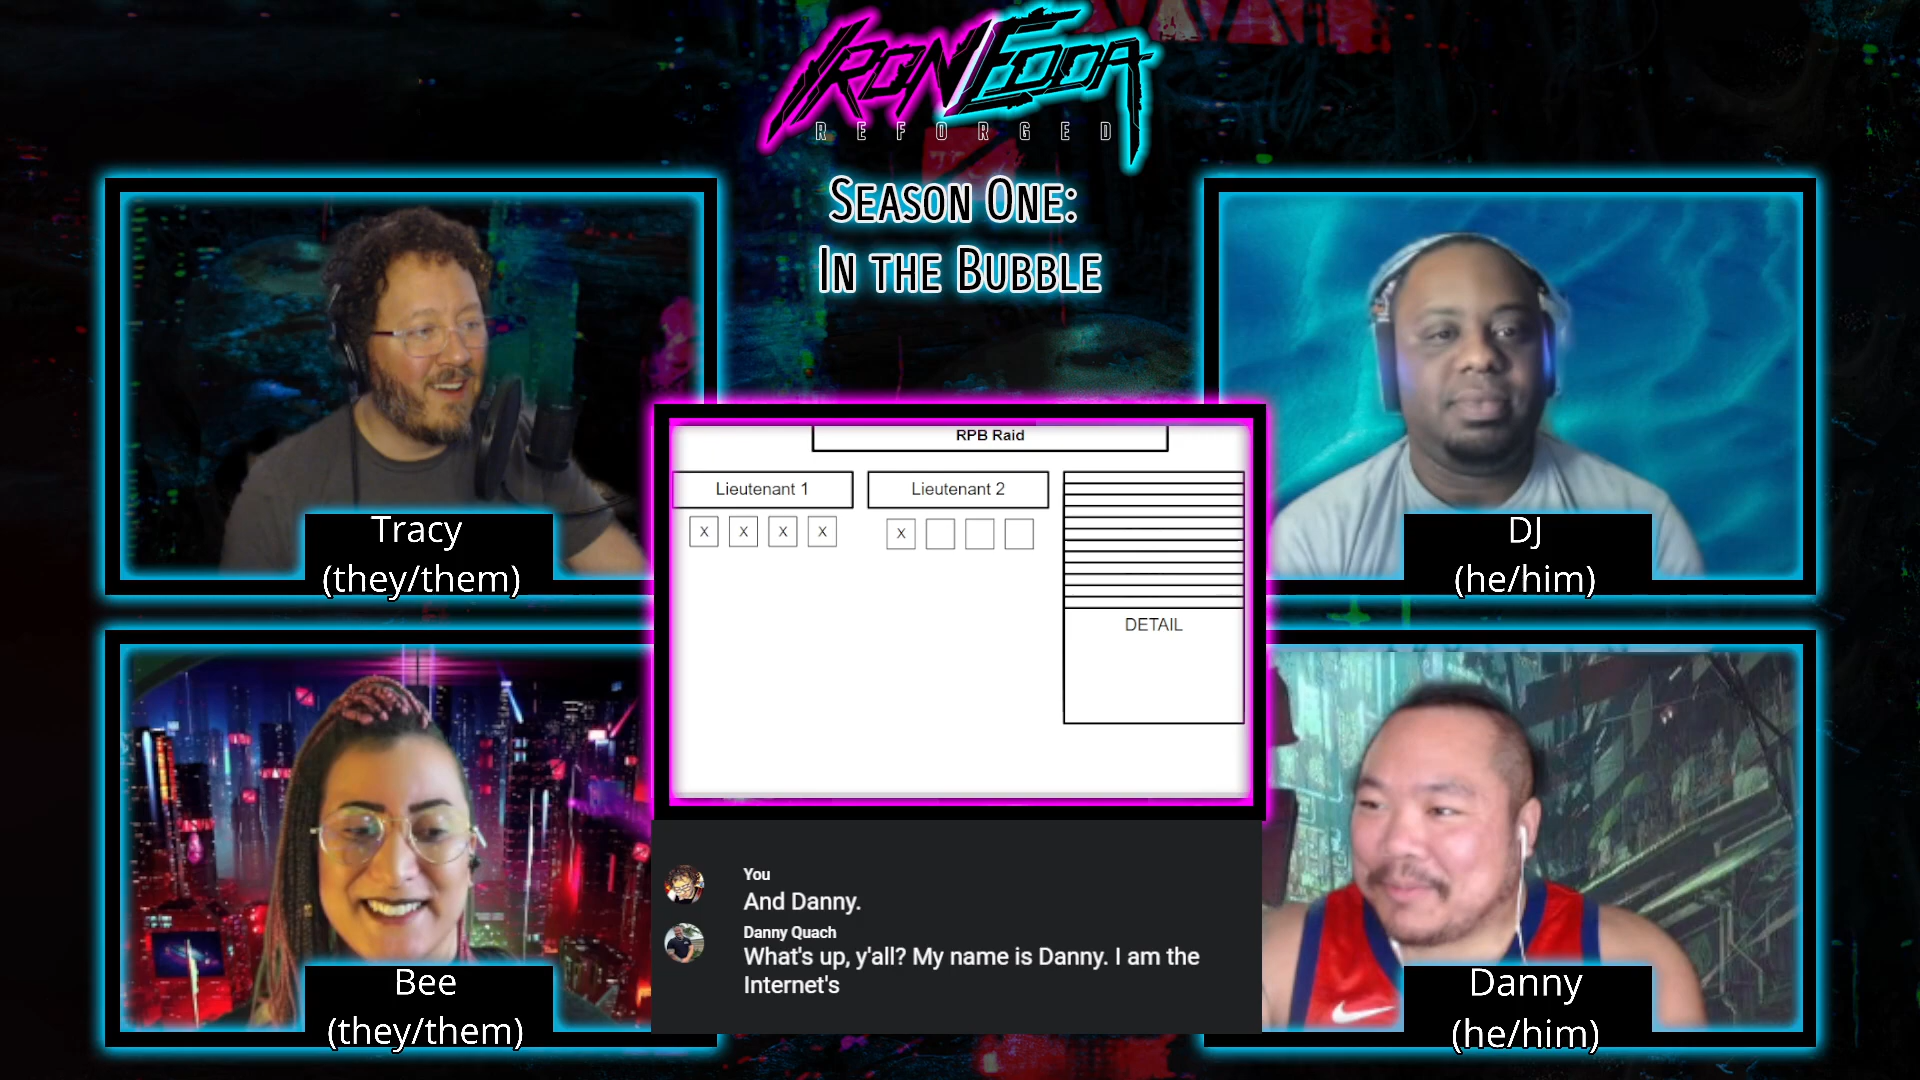 IRON EDDA
REFORGED
SEASON ONE:
IN THE BUBBLE
Tracy
(they/them)
DJ
(he/him)
RPB Raid
Lieutenant 1
Lieutenant 2
X X X X
X
DETAIL
Bee
(they/them)
Danny
(he/him)
You
And Danny.
Danny Quach
What's up, y'all? My name is Danny. I am the
Internet's